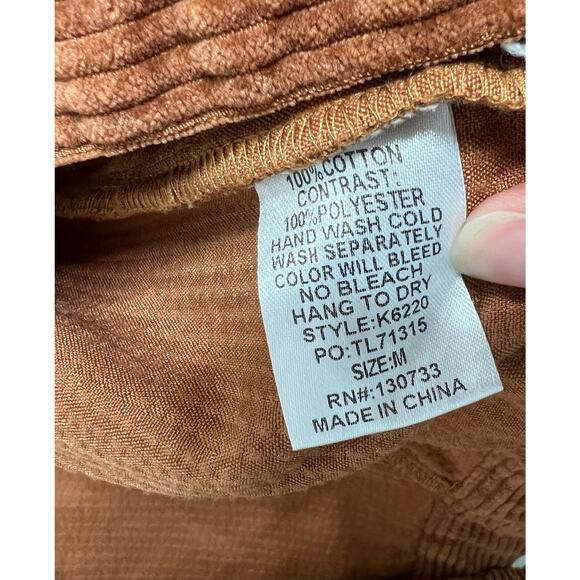 100%COTTON
CONTRAST:
100%POLYESTER
HAND WASH COLD
WASH SEPARATELY
COLOR WILL BLEED
NO BLEACH
HANG TO DRY
STYLE:K6220
PO:TL71315
SIZE:M
RN#:130733
MADE IN CHINA